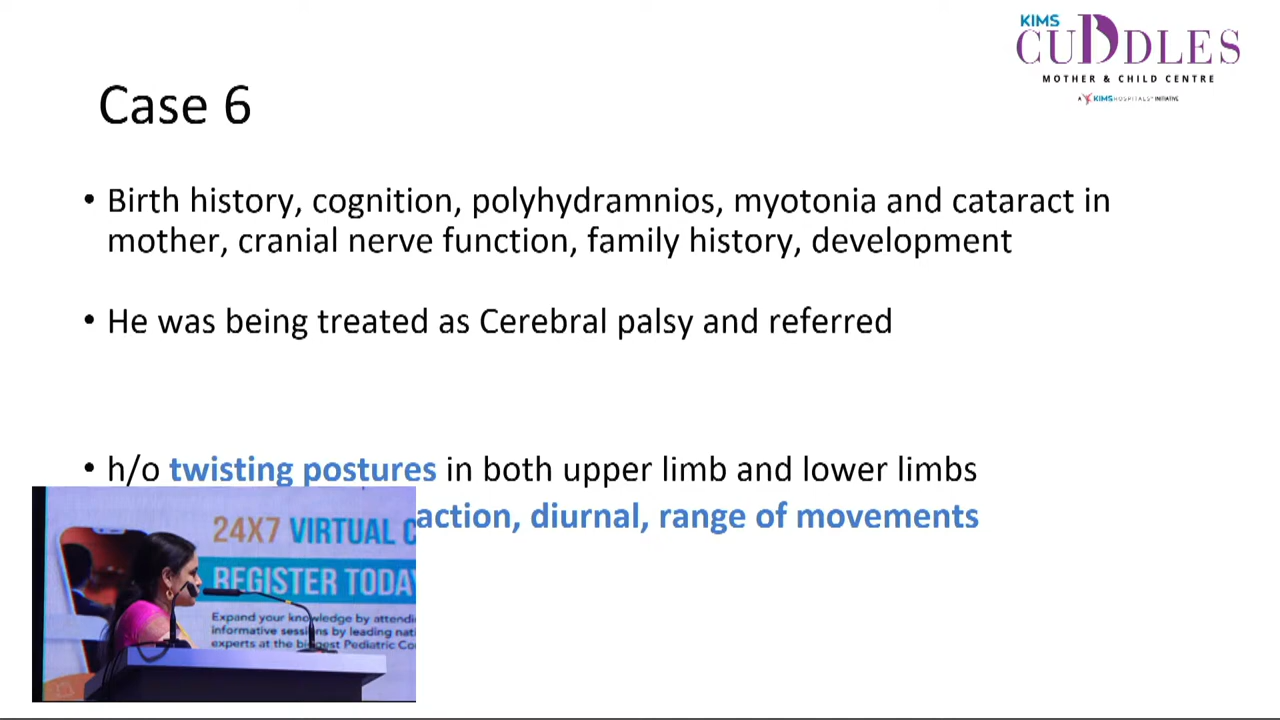 KIMS
CUDDLES
MOTHER & CHILD CENTRE
A KIMS HOSPITALS INITIATIVE
Case 6
• Birth history, cognition, polyhydramnios, myotonia and cataract in
mother, cranial nerve function, family history, development
• He was being treated as Cerebral palsy and referred
• h/o twisting postures in both upper limb and lower limbs
action, diurnal, range of movements
24X7 VIRTUAL C
REGISTER TODAY
Expand your knowledge by attendi
informative sessions by leading nati
experts at the biggest Pediatric Co